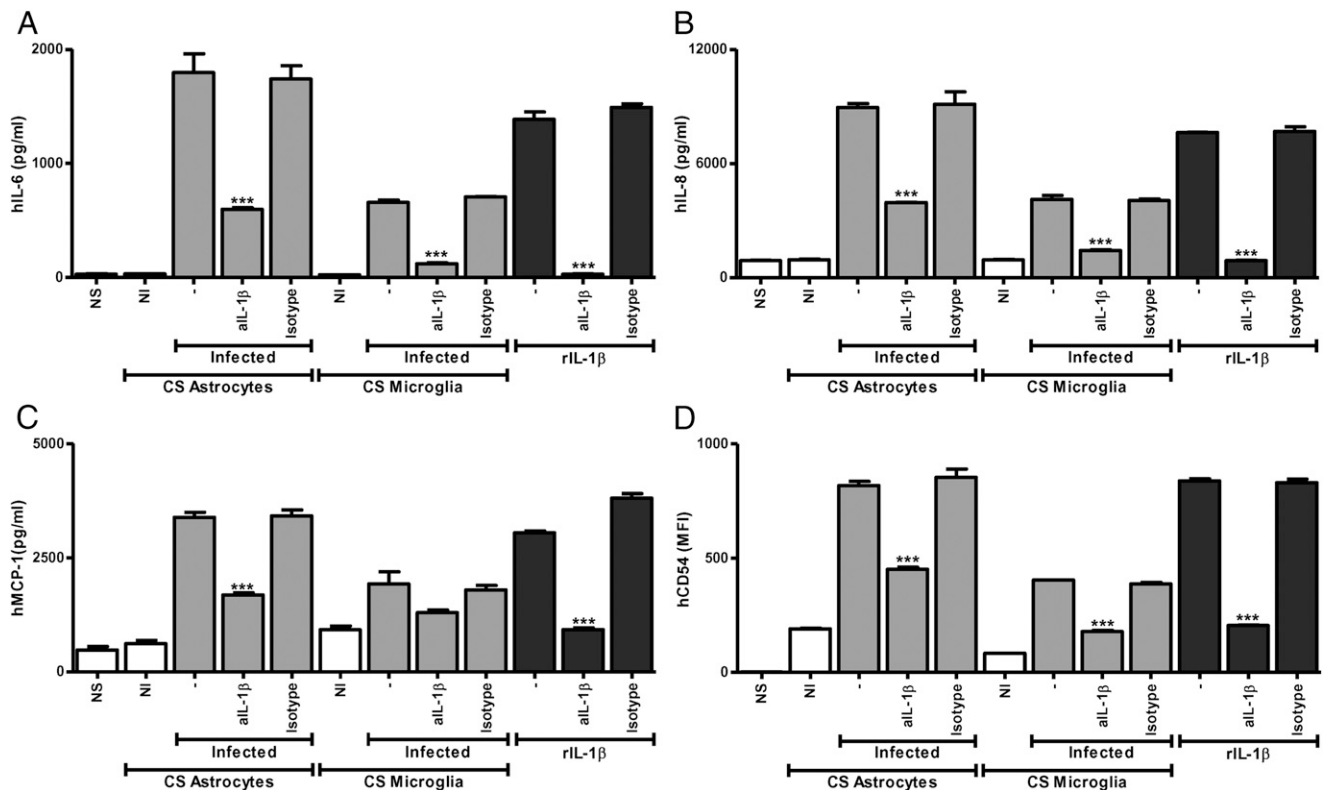 A
hIL-6 (pg/ml)
2000
1000
0
***
***
***
NS
NI
-
aIL-1β
Isotype
NI
-
aIL-1β
Isotype
-
aIL-1β
Isotype
Infected
Infected
rIL-1β
CS Astrocytes
CS Microglia
B
hIL-8 (pg/ml)
12000
6000
0
***
***
***
NS
NI
-
aIL-1β
Isotype
NI
-
aIL-1β
Isotype
-
aIL-1β
Isotype
Infected
Infected
rIL-1β
CS Astrocytes
CS Microglia
C
hMCP-1(pg/ml)
5000
2500
0
***
***
NS
NI
-
aIL-1β
Isotype
NI
-
aIL-1β
Isotype
-
aIL-1β
Isotype
Infected
Infected
rIL-1β
CS Astrocytes
CS Microglia
D
hCD54 (MFI)
1000
500
0
***
***
***
NS
NI
-
aIL-1β
Isotype
NI
-
aIL-1β
Isotype
-
aIL-1β
Isotype
Infected
Infected
rIL-1β
CS Astrocytes
CS Microglia